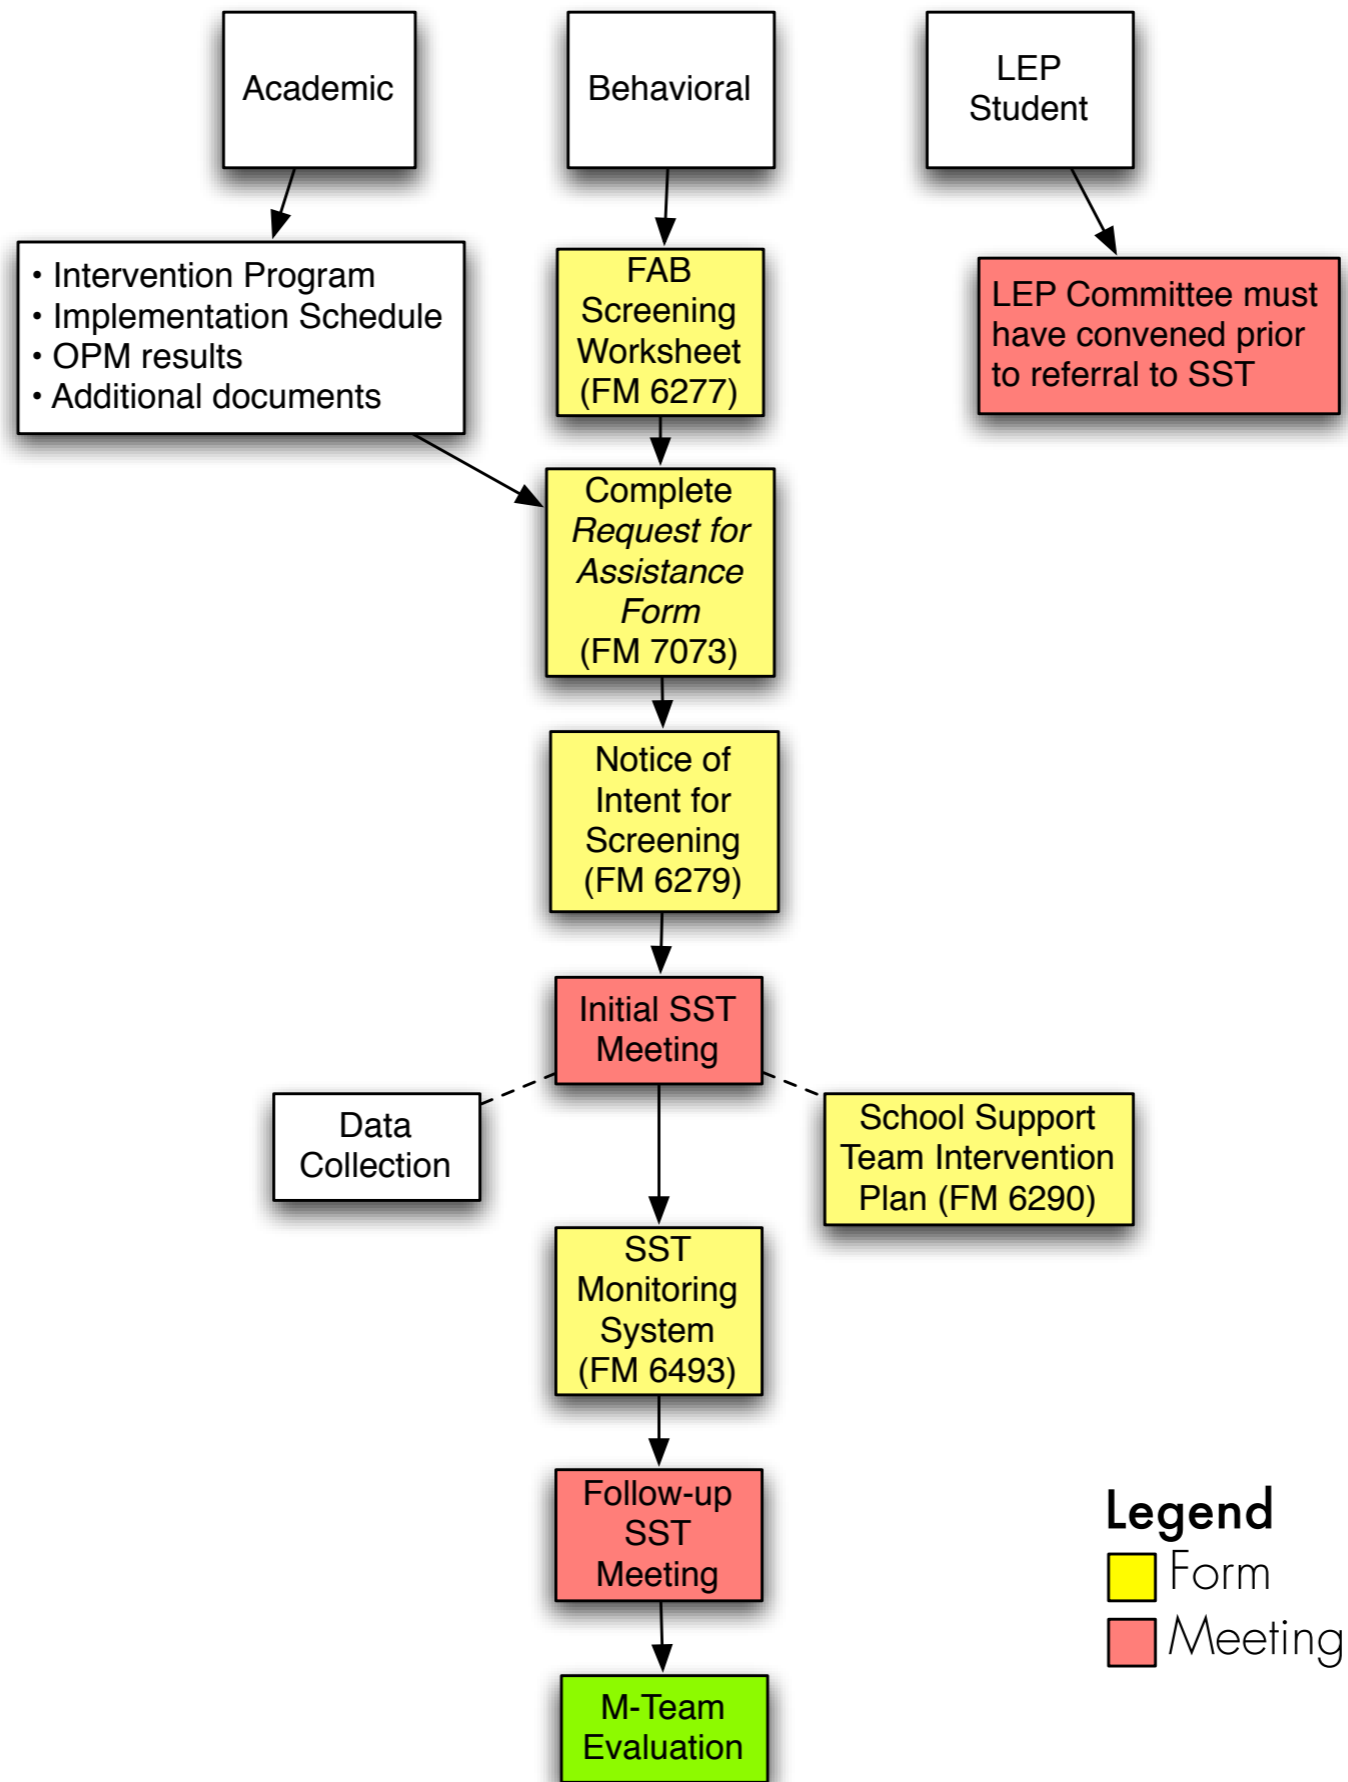 Academic
Behavioral
LEP
Student
• Intervention Program
• Implementation Schedule
• OPM results
• Additional documents
FAB
Screening
Worksheet
(FM 6277)
LEP Committee must
have convened prior
to referral to SST
Complete
Request for
Assistance
Form
(FM 7073)
Notice of
Intent for
Screening
(FM 6279)
Initial SST
Meeting
Data
Collection
School Support
Team Intervention
Plan (FM 6290)
SST
Monitoring
System
(FM 6493)
Follow-up
SST
Meeting
M-Team
Evaluation
Legend
Form
Meeting